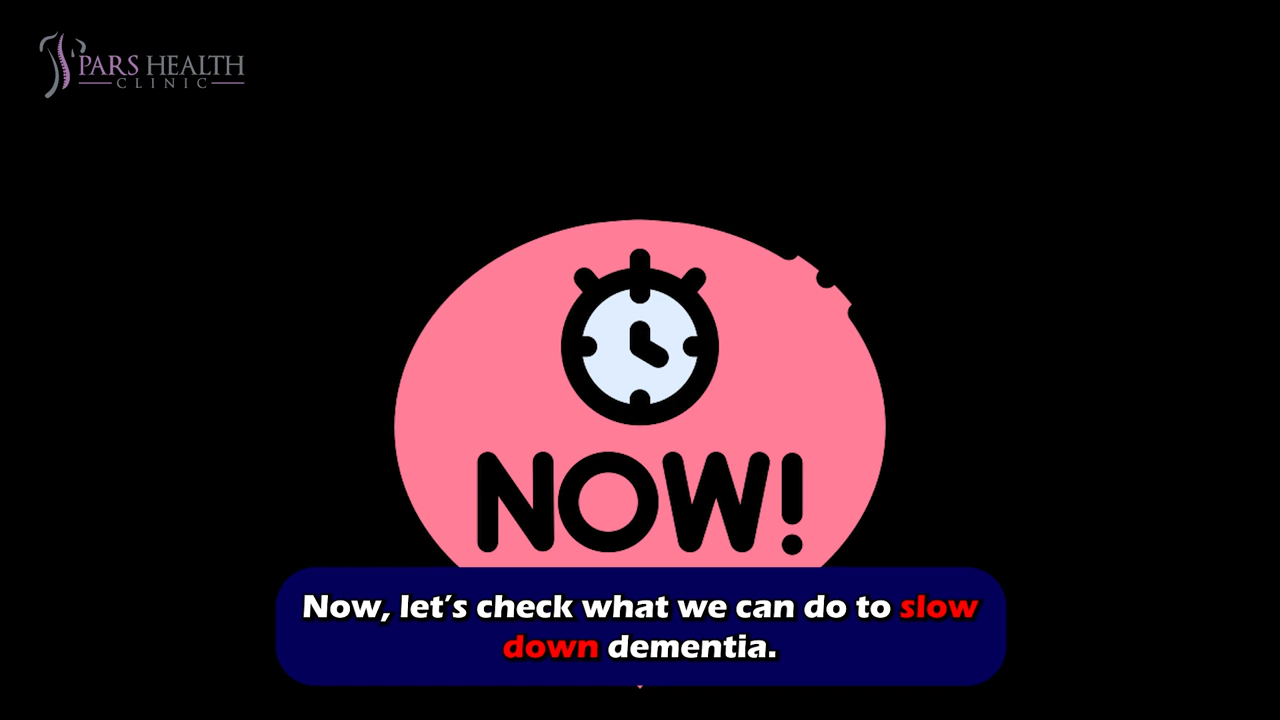 PARS HEALTH
CLINIC
NOW!
Now, let's check what we can do to slow
down dementia.